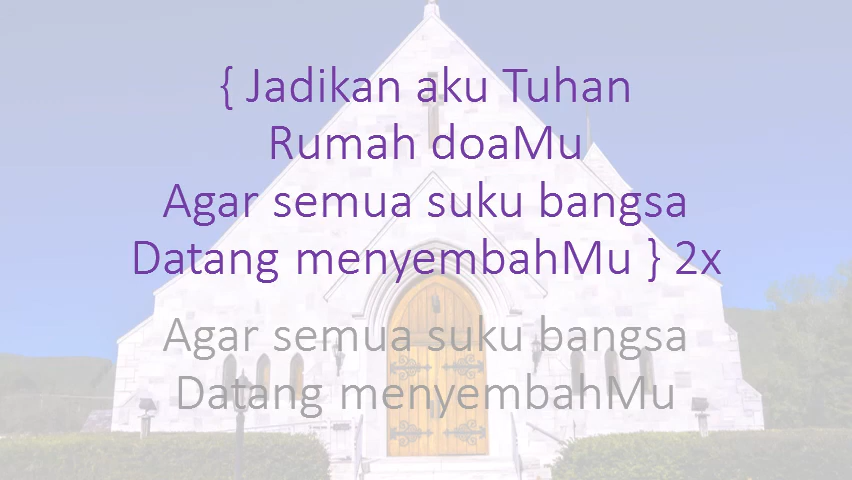 { Jadikan aku Tuhan
Rumah doaMu
Agar semua suku bangsa
Datang menyembahMu } 2x
Agar semua suku bangsa
Datang menyembahMu